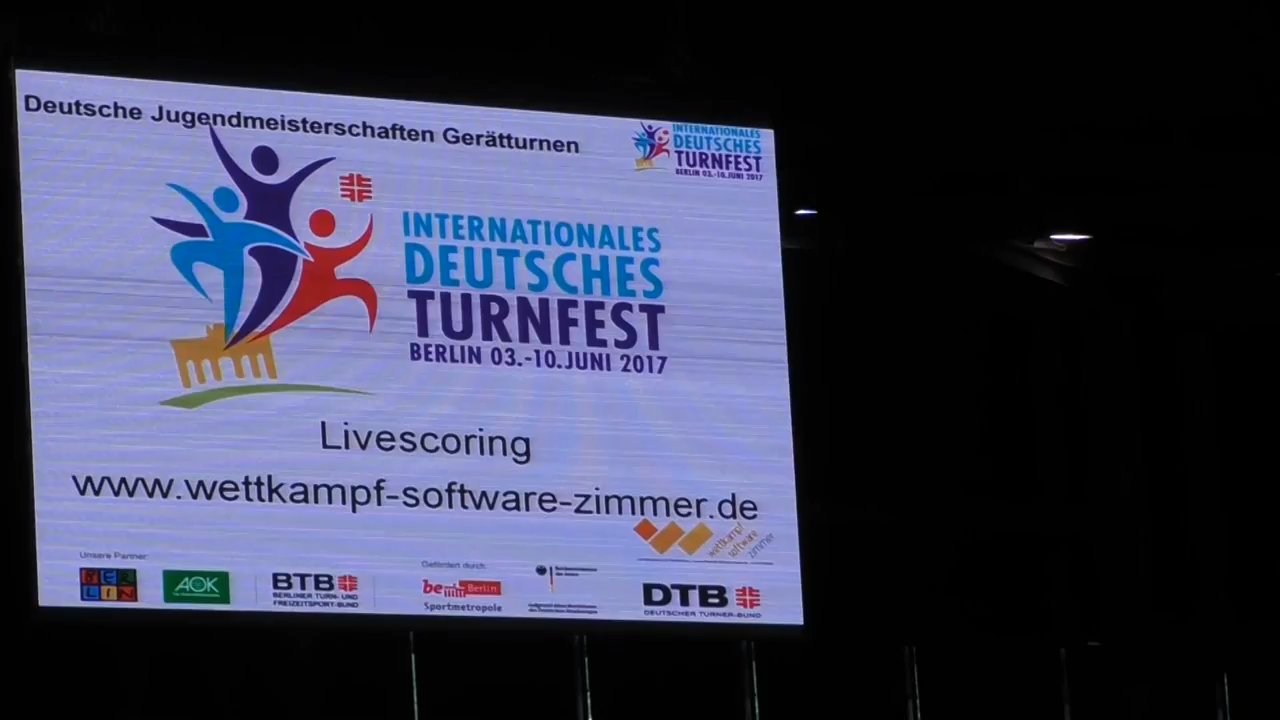 Deutsche Jugendmeisterschaften Gerätturnen
INTERNATIONALES
DEUTSCHES
TURNFEST
BERLIN 03.-10.JUNI 2017
INTERNATIONALES
DEUTSCHES
TURNFEST
BERLIN 03.-10.JUNI 2017
Livescoring
www.wettkampf-software-zimmer.de
wettkampf
software
zimmer
Unsere Partner:
Gefördert durch:
BERLIN
AOK
BTB
BERLINER TURN- UND
FREIZEITSPORT-BUND
be Berlin
Sportmetropole
DTB
DEUTSCHER TURNER-BUND